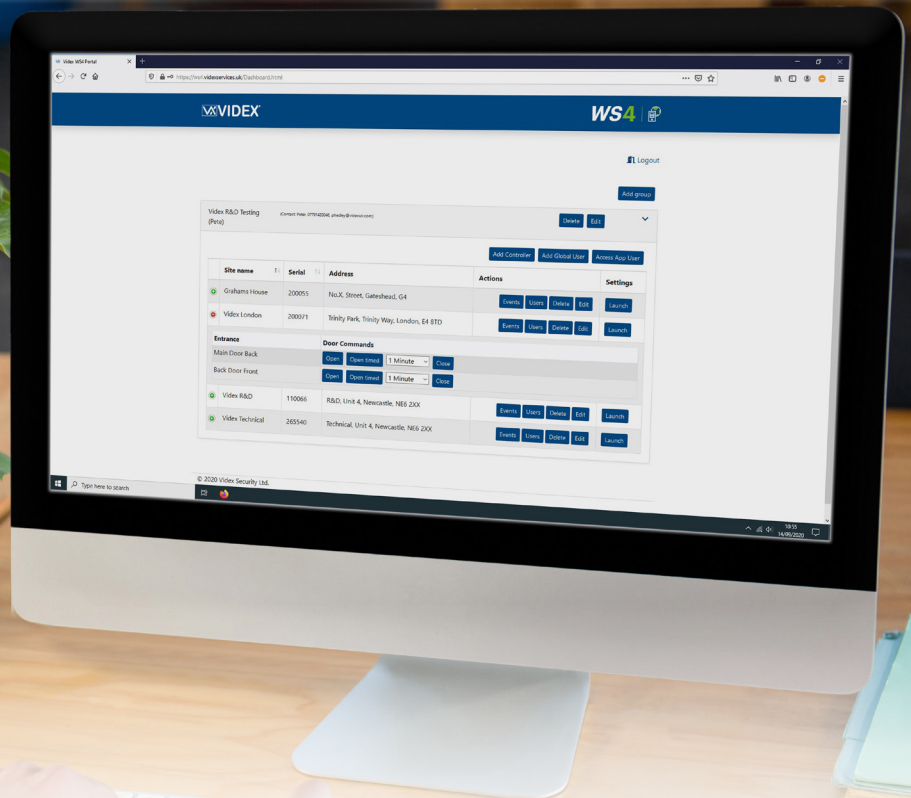 Videx WS4 Portal
https://ws4.videxservices.uk/Dashboard.html
VIDEX
WS4
Logout
Add group
Videx R&D Testing
(Pete)
Delete Edit
Add Controller Add Global User Access App User
Site name Serial Address Actions Settings
Grahams House 200055 No.X, Street, Gateshead, G4 Events Users Delete Edit Launch
Videx London 200071 Trinity Park, Trinity Way, London, E4 8TD Events Users Delete Edit Launch
Entrance Door Commands
Main Door Back Open Open timed 1 Minute Close
Back Door Front Open Open timed 1 Minute Close
Videx R&D 110066 R&D, Unit 4, Newcastle, NE6 2XX Events Users Delete Edit Launch
Videx Technical 265540 Technical, Unit 4, Newcastle, NE6 2XX Events Users Delete Edit Launch
© 2020 Videx Security Ltd.
Type here to search
14/09/2020